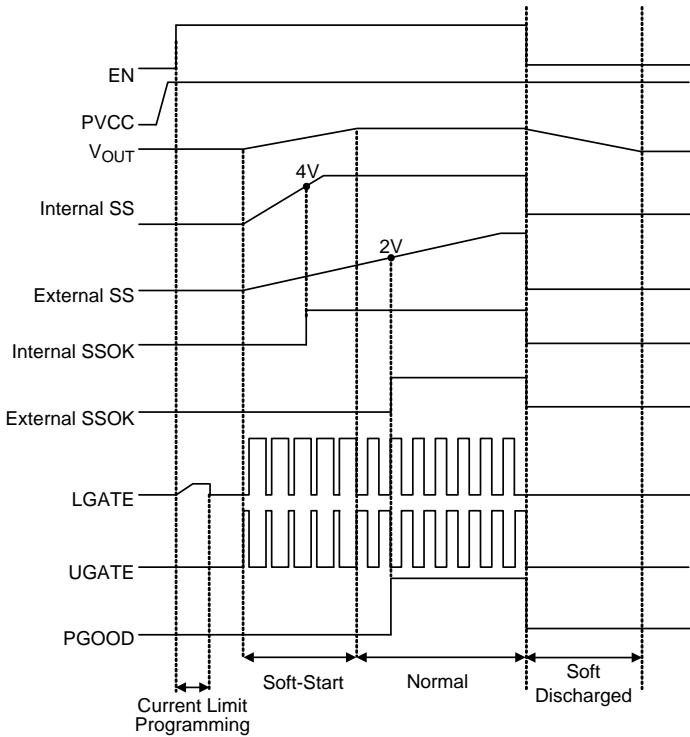 EN
PVCC
VOUT
4V
Internal SS
2V
External SS
Internal SSOK
External SSOK
LGATE
UGATE
PGOOD
Soft-Start
Normal
Soft
Discharged
Current Limit
Programming